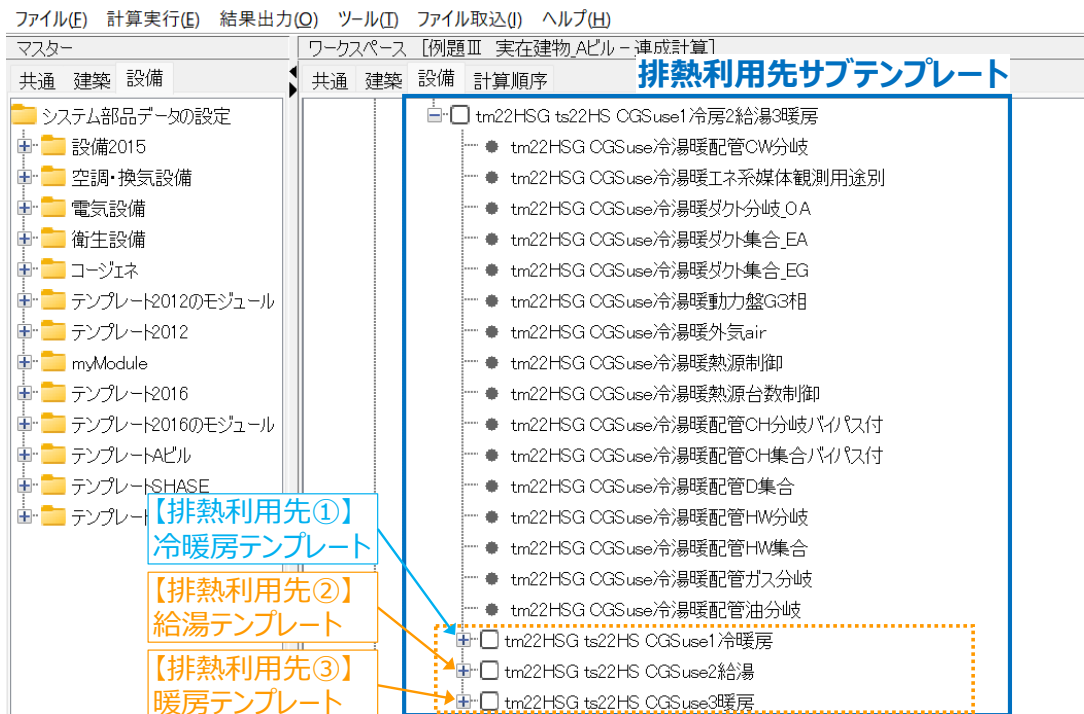 ファイル(F) 計算実行(E) 結果出力(O) ツール(T) ファイル取込(I) ヘルプ(H)
マスター
共通 建築 設備
システム部品データの設定
設備2015
空調・換気設備
電気設備
衛生設備
コージェネ
テンプレート2012のモジュール
テンプレート2012
myModule
テンプレート2016
テンプレート2016のモジュール
テンプレートAビル
テンプレートSHASE
テンプレート
ワークスペース [例題Ⅲ 実在建物_Aビル－連成計算]
共通 建築 設備 計算順序
排熱利用先サブテンプレート
tm22HSG ts22HS CGSuse1冷房2給湯3暖房
tm22HSG CGSuse冷湯暖配管CW分岐
tm22HSG CGSuse冷湯暖エネ系媒体観測用途別
tm22HSG CGSuse冷湯暖ダクト分岐_OA
tm22HSG CGSuse冷湯暖ダクト集合_EA
tm22HSG CGSuse冷湯暖ダクト集合_EG
tm22HSG CGSuse冷湯暖動力盤G3相
tm22HSG CGSuse冷湯暖外気air
tm22HSG CGSuse冷湯暖熱源制御
tm22HSG CGSuse冷湯暖熱源台数制御
tm22HSG CGSuse冷湯暖配管CH分岐バイパス付
tm22HSG CGSuse冷湯暖配管CH集合バイパス付
tm22HSG CGSuse冷湯暖配管D集合
tm22HSG CGSuse冷湯暖配管HW分岐
tm22HSG CGSuse冷湯暖配管HW集合
tm22HSG CGSuse冷湯暖配管ガス分岐
tm22HSG CGSuse冷湯暖配管油分岐
tm22HSG ts22HS CGSuse1冷暖房
tm22HSG ts22HS CGSuse2給湯
tm22HSG ts22HS CGSuse3暖房
【排熱利用先①】
冷暖房テンプレート
【排熱利用先②】
給湯テンプレート
【排熱利用先③】
暖房テンプレート